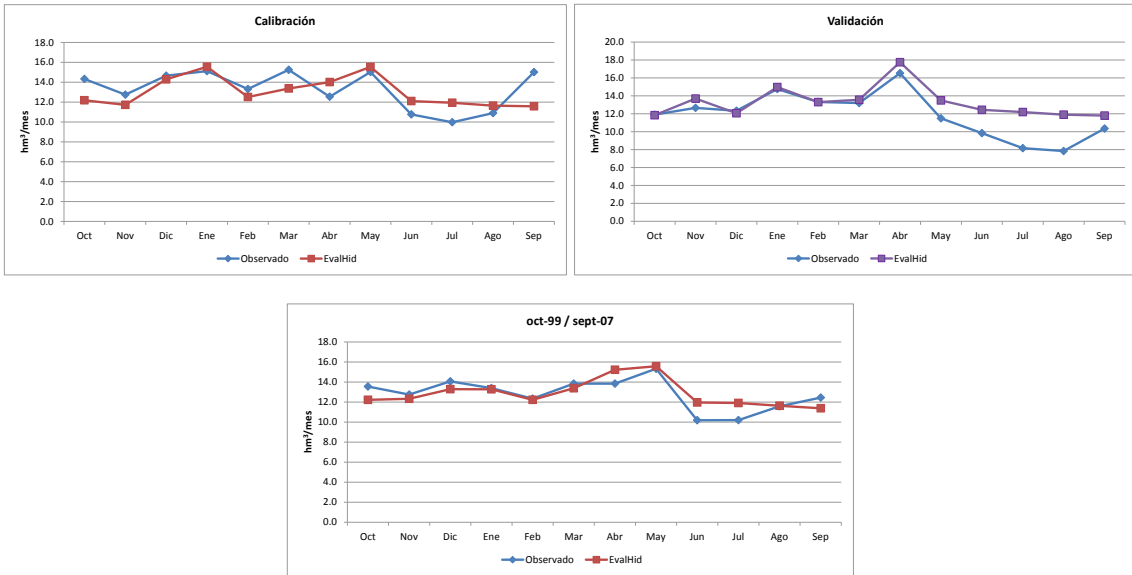 Calibración
18.0
16.0
14.0
12.0
10.0
8.0
6.0
4.0
2.0
0.0
hm³/mes
Oct Nov Dic Ene Feb Mar Abr May Jun Jul Ago Sep
Observado EvalHid
Validación
20.0
18.0
16.0
14.0
12.0
10.0
8.0
6.0
4.0
2.0
0.0
hm³/mes
Oct Nov Dic Ene Feb Mar Abr May Jun Jul Ago Sep
Observado EvalHid
oct-99 / sept-07
18.0
16.0
14.0
12.0
10.0
8.0
6.0
4.0
2.0
0.0
hm³/mes
Oct Nov Dic Ene Feb Mar Abr May Jun Jul Ago Sep
Observado EvalHid